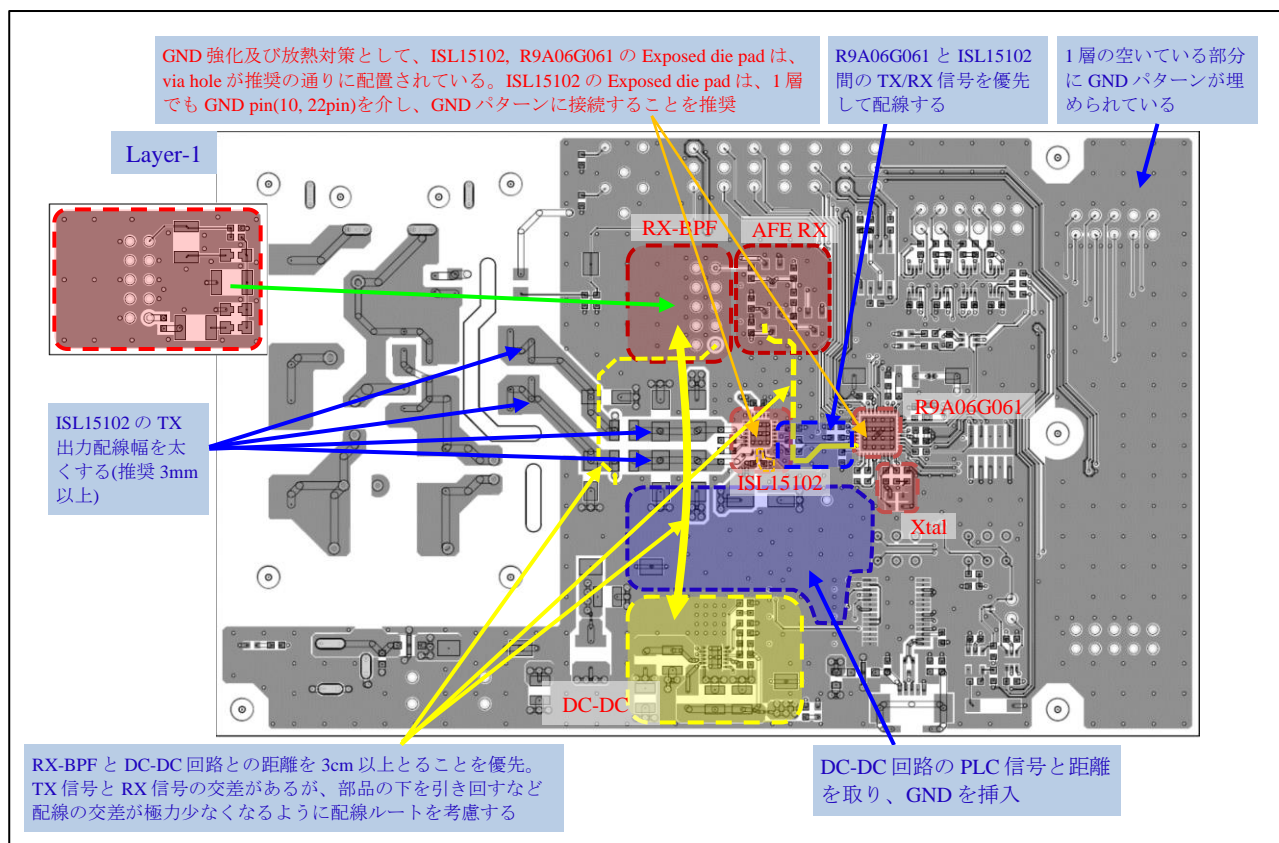 GND 強化及び放熱対策として、ISL15102, R9A06G061 の Exposed die pad は、
via hole が推奨の通りに配置されている。ISL15102 の Exposed die pad は、1 層
でも GND pin(10, 22pin)を介し、GND パターンに接続することを推奨
R9A06G061 と ISL15102
間の TX/RX 信号を優先
して配線する
1 層の空いている部分
に GND パターンが埋
められている
Layer-1
RX-BPF
AFE RX
R9A06G061
ISL15102
Xtal
ISL15102 の TX
出力配線幅を太
くする(推奨 3mm
以上)
DC-DC
RX-BPF と DC-DC 回路との距離を 3cm 以上とることを優先。
TX 信号と RX 信号の交差があるが、部品の下を引き回すなど
配線の交差が極力少なくなるように配線ルートを考慮する
DC-DC 回路の PLC 信号と距離
を取り、GND を挿入